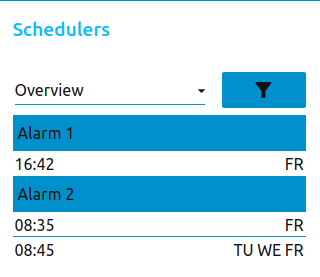 Schedulers
Overview
Alarm 1
16:42 FR
Alarm 2
08:35 FR
08:45 TU WE FR